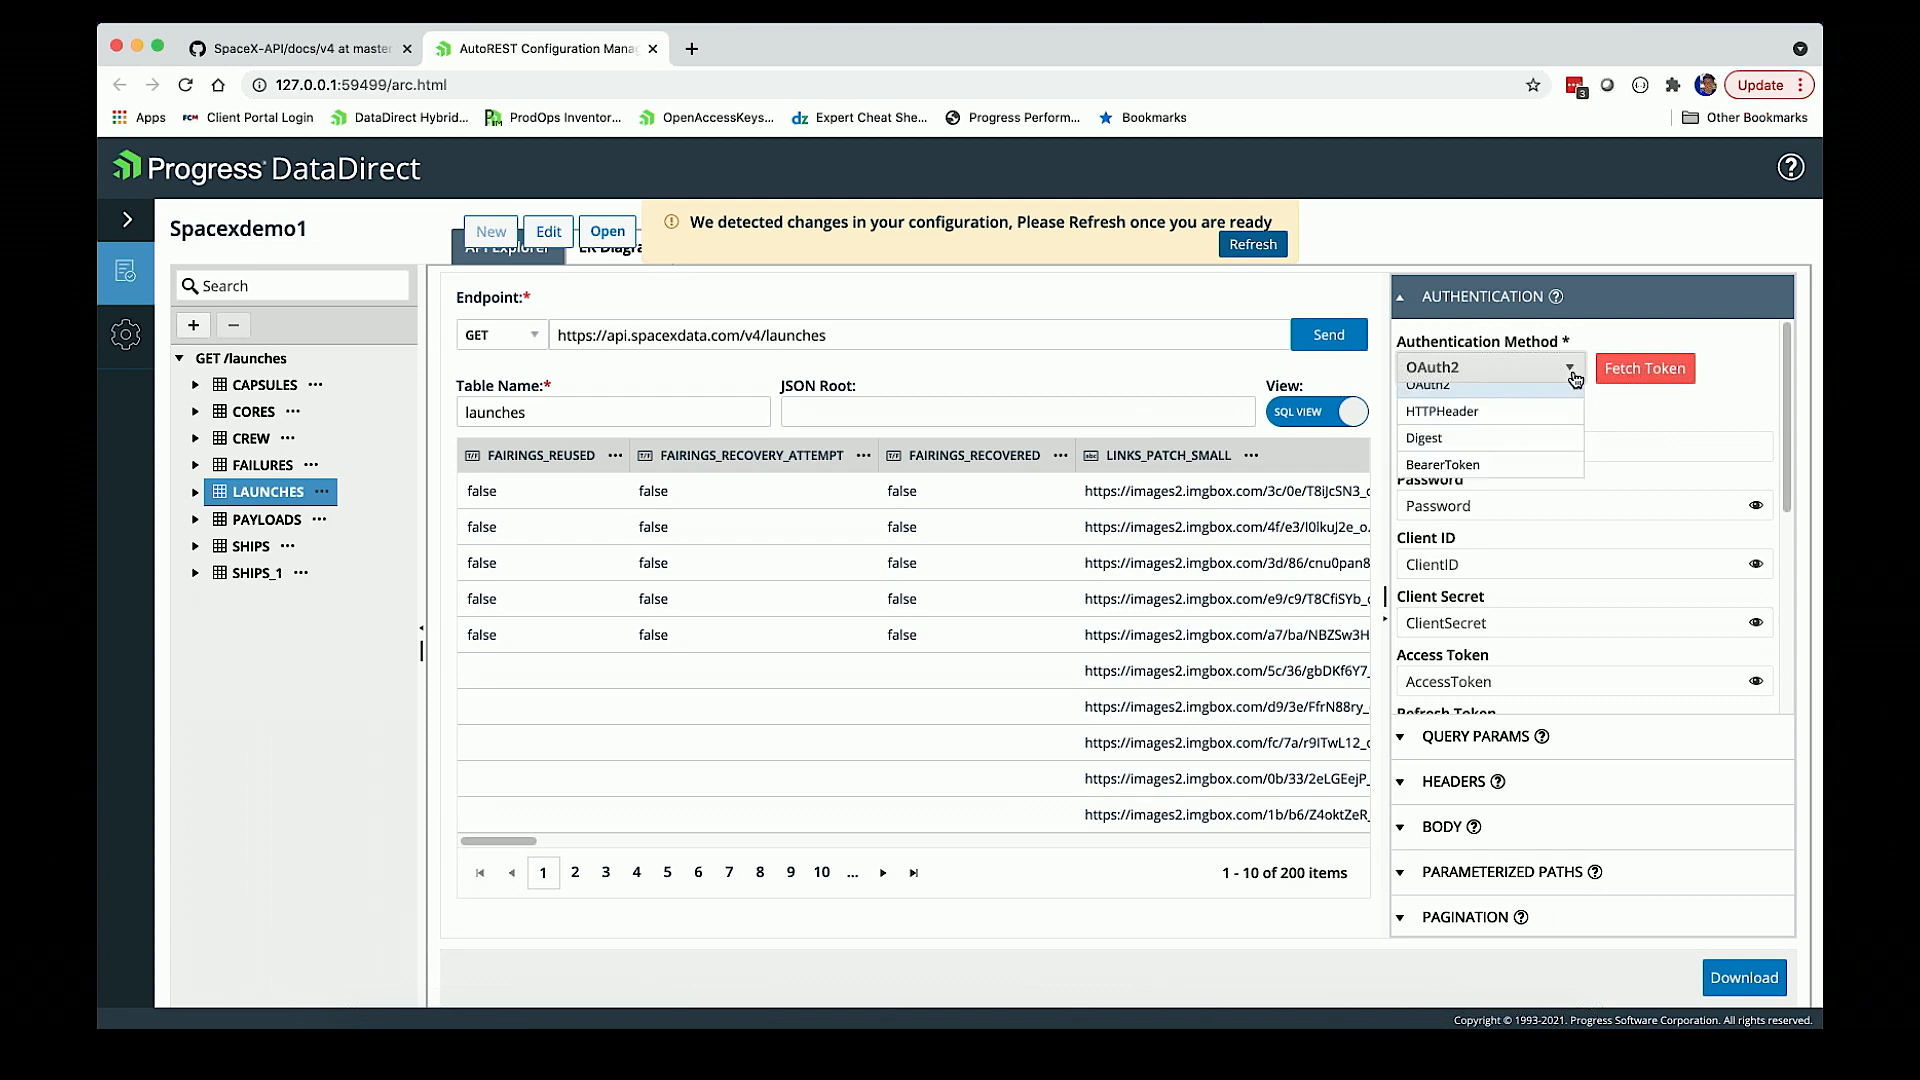 SpaceX-API/docs/v4 at master
AutoREST Configuration Mana
127.0.0.1:59499/arc.html
3
Update
Apps
FCM
Client Portal Login
DataDirect Hybrid...
ProdOps Inventor...
OpenAccessKeys...
dz
Expert Cheat She...
Progress Perform...
Bookmarks
Other Bookmarks
Progress DataDirect
Spacexdemo1
New
Edit
Open
We detected changes in your configuration, Please Refresh once you are ready
Refresh
API Explorer
ER Diagra
Search
GET /launches
CAPSULES
CORES
CREW
FAILURES
LAUNCHES
PAYLOADS
SHIPS
SHIPS_1
Endpoint:*
GET
https://api.spacexdata.com/v4/launches
Send
Table Name:*
JSON Root:
View:
launches
SQL VIEW
FAIRINGS_REUSED
FAIRINGS_RECOVERY_ATTEMPT
FAIRINGS_RECOVERED
LINKS_PATCH_SMALL
false false false https://images2.imgbox.com/3c/0e/T8iJcSN3_
false false false https://images2.imgbox.com/4f/e3/I0lkuJ2e_o.
false false false https://images2.imgbox.com/3d/86/cnu0pan8
false false false https://images2.imgbox.com/e9/c9/T8CfiSYb_
false false false https://images2.imgbox.com/a7/ba/NBZSw3H
https://images2.imgbox.com/5c/36/gbDKf6Y7_
https://images2.imgbox.com/d9/3e/FfrN88ry_
https://images2.imgbox.com/fc/7a/r9ITwL12_
https://images2.imgbox.com/0b/33/2eLGEejP_
https://images2.imgbox.com/1b/b6/Z4oktZeR_
1 2 3 4 5 6 7 8 9 10 ...
1 - 10 of 200 items
AUTHENTICATION
Authentication Method *
OAuth2
Fetch Token
OAuth2
HTTPHeader
Digest
BearerToken
Password
Password
Client ID
ClientID
Client Secret
ClientSecret
Access Token
AccessToken
Refresh Token
QUERY PARAMS
HEADERS
BODY
PARAMETERIZED PATHS
PAGINATION
Download
Copyright © 1993-2021. Progress Software Corporation. All rights reserved.